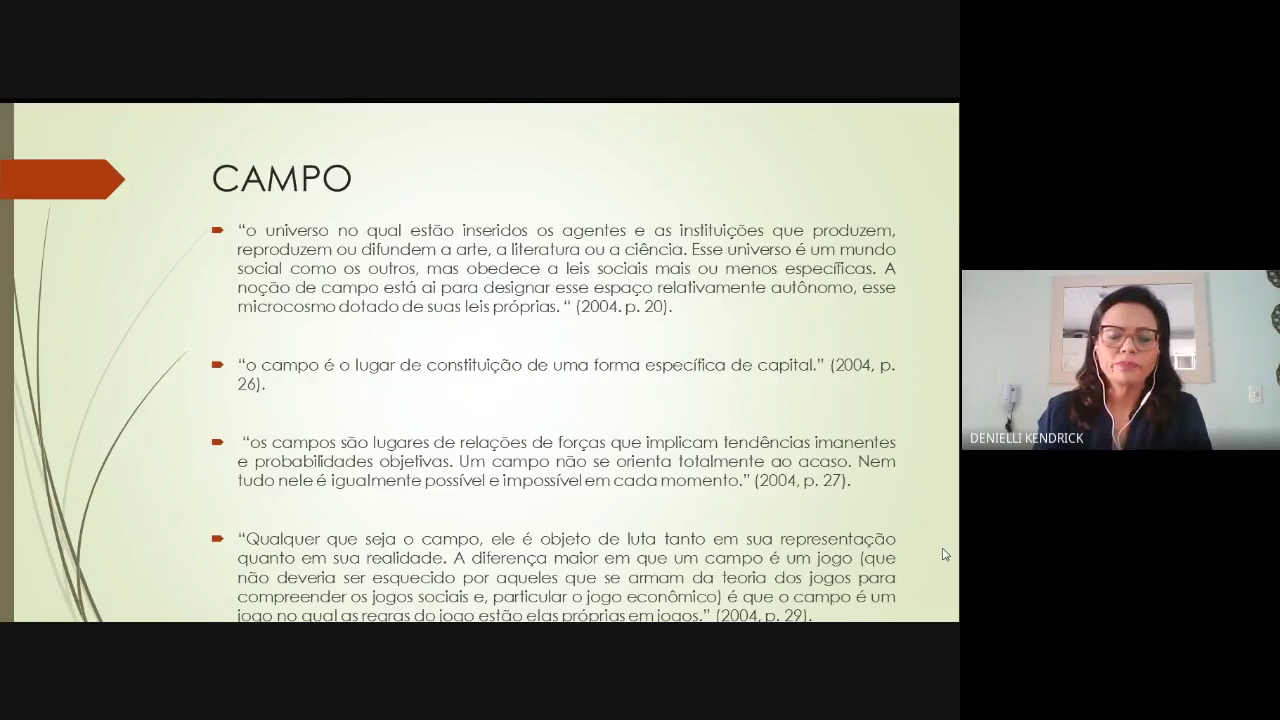 CAMPO
“o universo no qual estão inseridos os agentes e as instituições que produzem,
reproduzem ou difundem a arte, a literatura ou a ciência. Esse universo é um mundo
social como os outros, mas obedece a leis sociais mais ou menos específicas. A
noção de campo está ai para designar esse espaço relativamente autônomo, esse
microcosmo dotado de suas leis próprias. “ (2004. p. 20).
“o campo é o lugar de constituição de uma forma específica de capital.” (2004, p.
26).
“os campos são lugares de relações de forças que implicam tendências imanentes
e probabilidades objetivas. Um campo não se orienta totalmente ao acaso. Nem
tudo nele é igualmente possível e impossível em cada momento.” (2004, p. 27).
“Qualquer que seja o campo, ele é objeto de luta tanto em sua representação
quanto em sua realidade. A diferença maior em que um campo é um jogo (que
não deveria ser esquecido por aqueles que se armam da teoria dos jogos para
compreender os jogos sociais e, particular o jogo econômico) é que o campo é um
jogo no qual as regras do jogo estão elas próprias em jogos.” (2004, p. 29).
DENIELLI KENDRICK